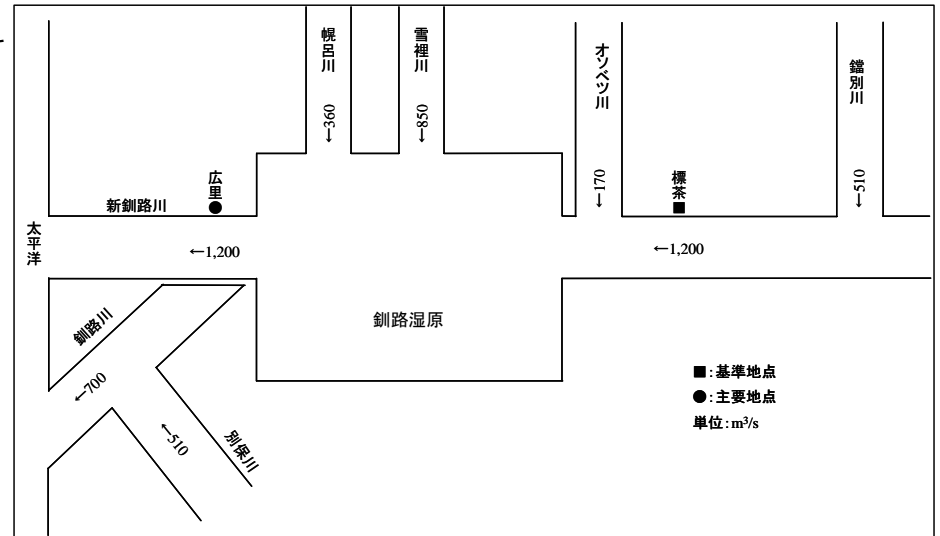 幌呂川
←360
雪裡川
←850
オソベツ川
←170
標茶
■
鐺別川
←510
広里
●
新釧路川
太平洋
←1,200
←1,200
釧路川
釧路湿原
←700
←510
別保川
■:基準地点
●:主要地点
単位:m³/s